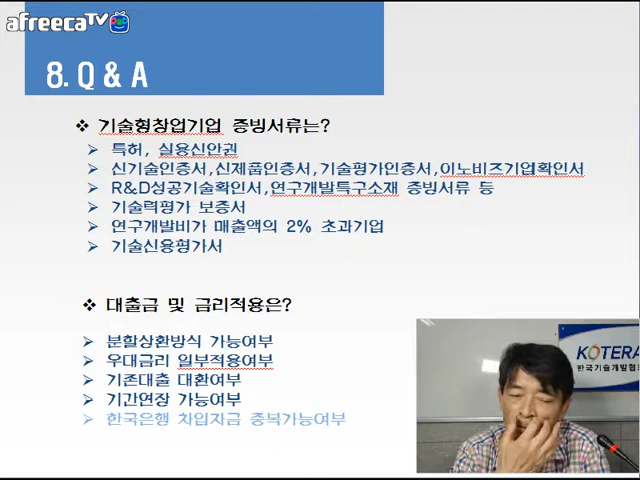 afreecaTV
8. Q & A
기술형창업기업 증빙서류는?
특허, 실용신안권
신기술인증서,신제품인증서,기술평가인증서,이노비즈기업확인서
R&D성공기술확인서,연구개발특구소재 증빙서류 등
기술력평가 보증서
연구개발비가 매출액의 2% 초과기업
기술신용평가서
대출금 및 금리적용은?
분할상환방식 가능여부
우대금리 일부적용여부
기존대출 대환여부
기간연장 가능여부
한국은행 차입자금 중복가능여부
KOTERA
한국기술개발협